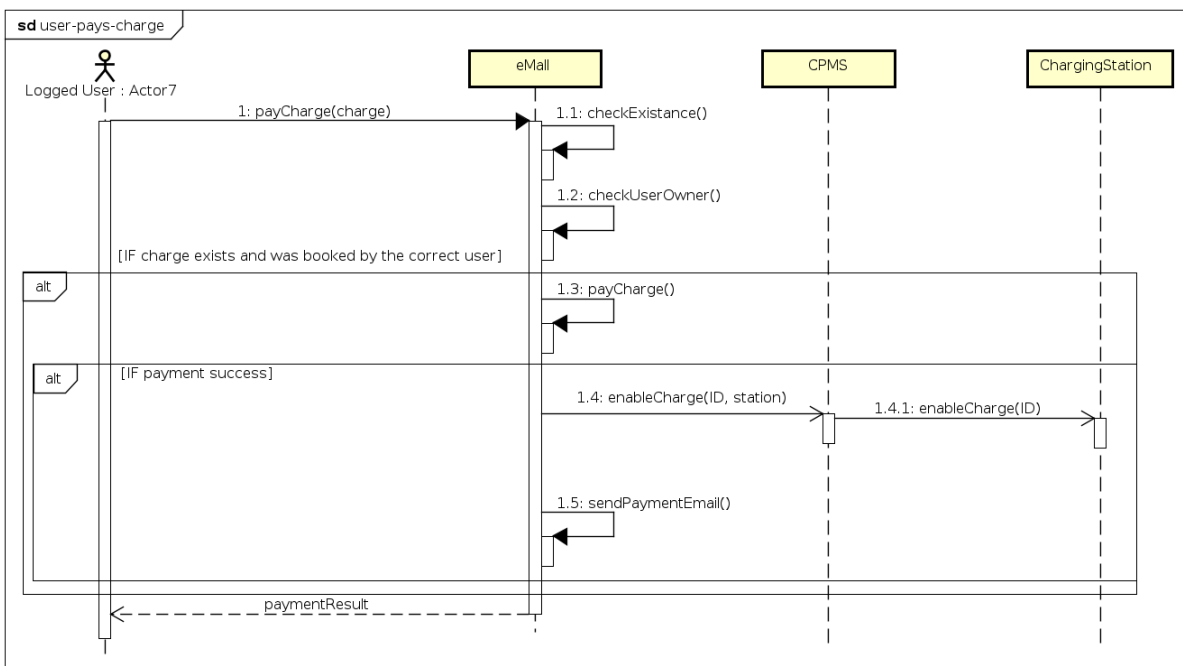 sd user-pays-charge
Logged User : Actor7
eMall
CPMS
ChargingStation
1: payCharge(charge)
1.1: checkExistance()
1.2: checkUserOwner()
[IF charge exists and was booked by the correct user]
alt
1.3: payCharge()
alt
[IF payment success]
1.4: enableCharge(ID, station)
1.4.1: enableCharge(ID)
1.5: sendPaymentEmail()
paymentResult